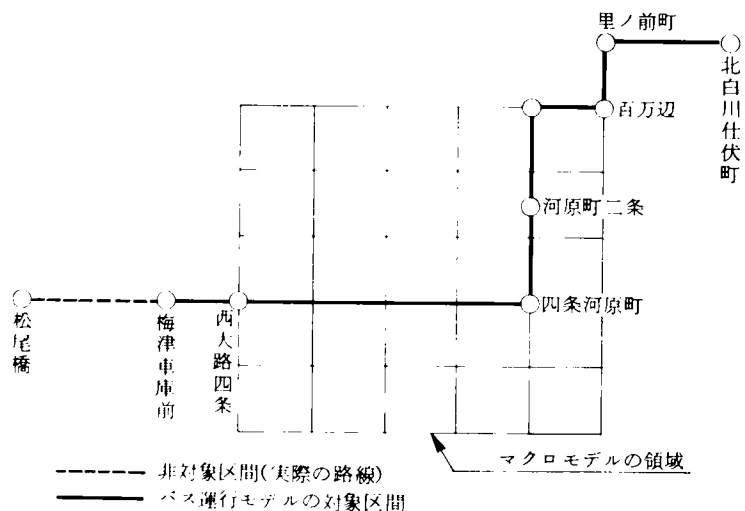 里ノ前町
北白川仕伏町
百万辺
河原町二条
四条河原町
松尾橋
梅津車庫前
西大路四条
マクロモデルの領域
非対象区間(実際の路線)
バス運行モデルの対象区間